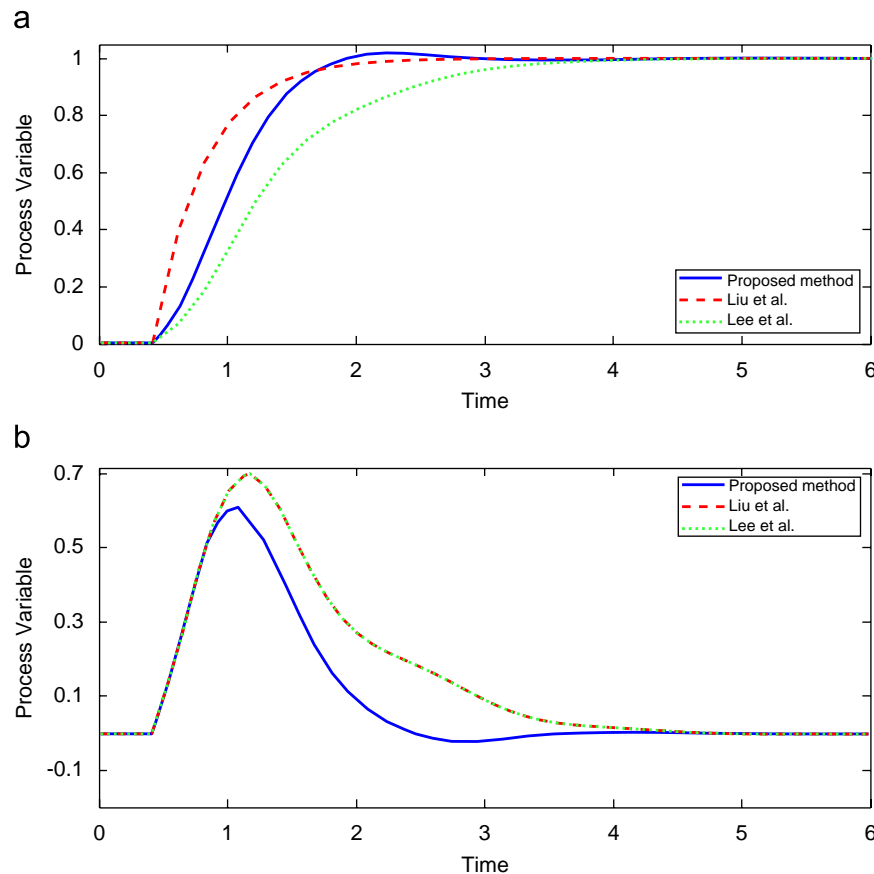 a
Process Variable
1
0.8
0.6
0.4
0.2
0
Proposed method
Liu et al.
Lee et al.
0 1 2 3 4 5 6
Time
b
Process Variable
0.7
0.5
0.3
0.1
-0.1
Proposed method
Liu et al.
Lee et al.
0 1 2 3 4 5 6
Time